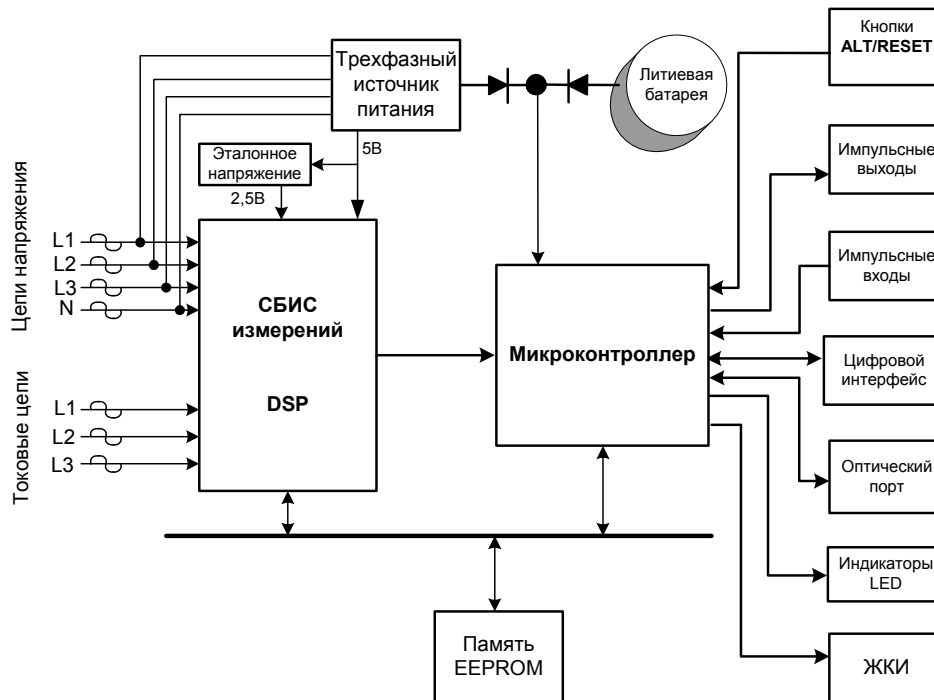 Трехфазный
источник
питания
Литиевая
батарея
Кнопки
ALT/RESET
5В
Эталонное
напряжение
2,5В
Импульсные
выходы
Цепи напряжения
L1
L2
L3
N
СБИС
измерений
DSP
Микроконтроллер
Импульсные
входы
Цифровой
интерфейс
Токовые цепи
L1
L2
L3
Оптический
порт
Индикаторы
LED
Память
EEPROM
ЖКИ